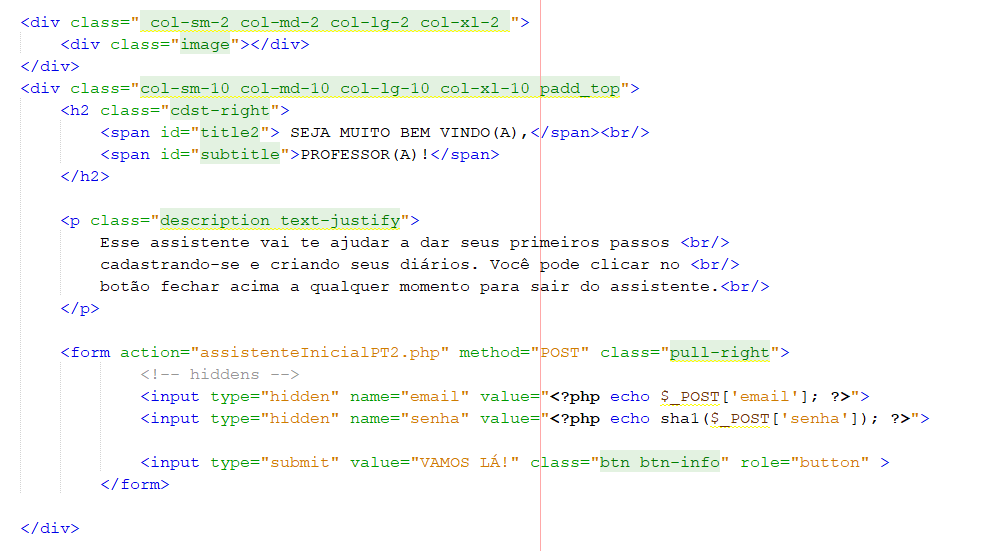 <div class=" col-sm-2 col-md-2 col-lg-2 col-xl-2 ">
<div class="image"></div>
</div>
<div class="col-sm-10 col-md-10 col-lg-10 col-xl-10 padd_top">
<h2 class="cdst-right">
<span id="title2"> SEJA MUITO BEM VINDO(A),</span><br/>
<span id="subtitle">PROFESSOR(A)!</span>
</h2>
<p class="description text-justify">
Esse assistente vai te ajudar a dar seus primeiros passos <br/>
cadastrando-se e criando seus diários. Você pode clicar no <br/>
botão fechar acima a qualquer momento para sair do assistente.<br/>
</p>
<form action="assistenteInicialPT2.php" method="POST" class="pull-right">
<!-- hiddens -->
<input type="hidden" name="email" value="<?php echo $_POST['email']; ?>">
<input type="hidden" name="senha" value="<?php echo sha1($_POST['senha']); ?>">
<input type="submit" value="VAMOS LÁ!" class="btn btn-info" role="button" >
</form>
</div>